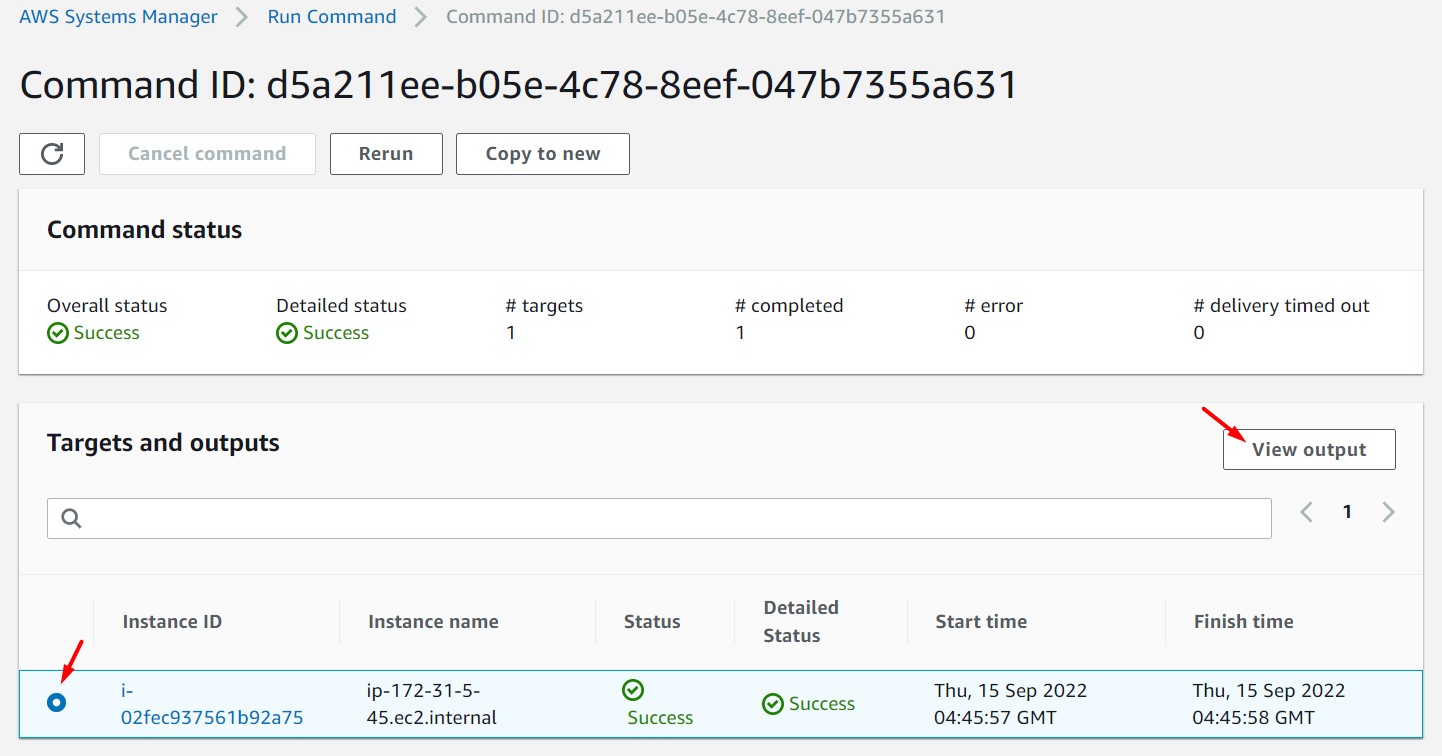 AWS Systems Manager > Run Command > Command ID: d5a211ee-b05e-4c78-8eef-047b7355a631
Command ID: d5a211ee-b05e-4c78-8eef-047b7355a631
Cancel command Rerun Copy to new
Command status
Overall status Detailed status # targets # completed # error # delivery timed out
Success Success 1 1 0 0
Targets and outputs
View output
1
Instance ID Instance name Status Detailed Status Start time Finish time
i-02fec937561b92a75 ip-172-31-5-45.ec2.internal Success Success Thu, 15 Sep 2022 04:45:57 GMT Thu, 15 Sep 2022 04:45:58 GMT